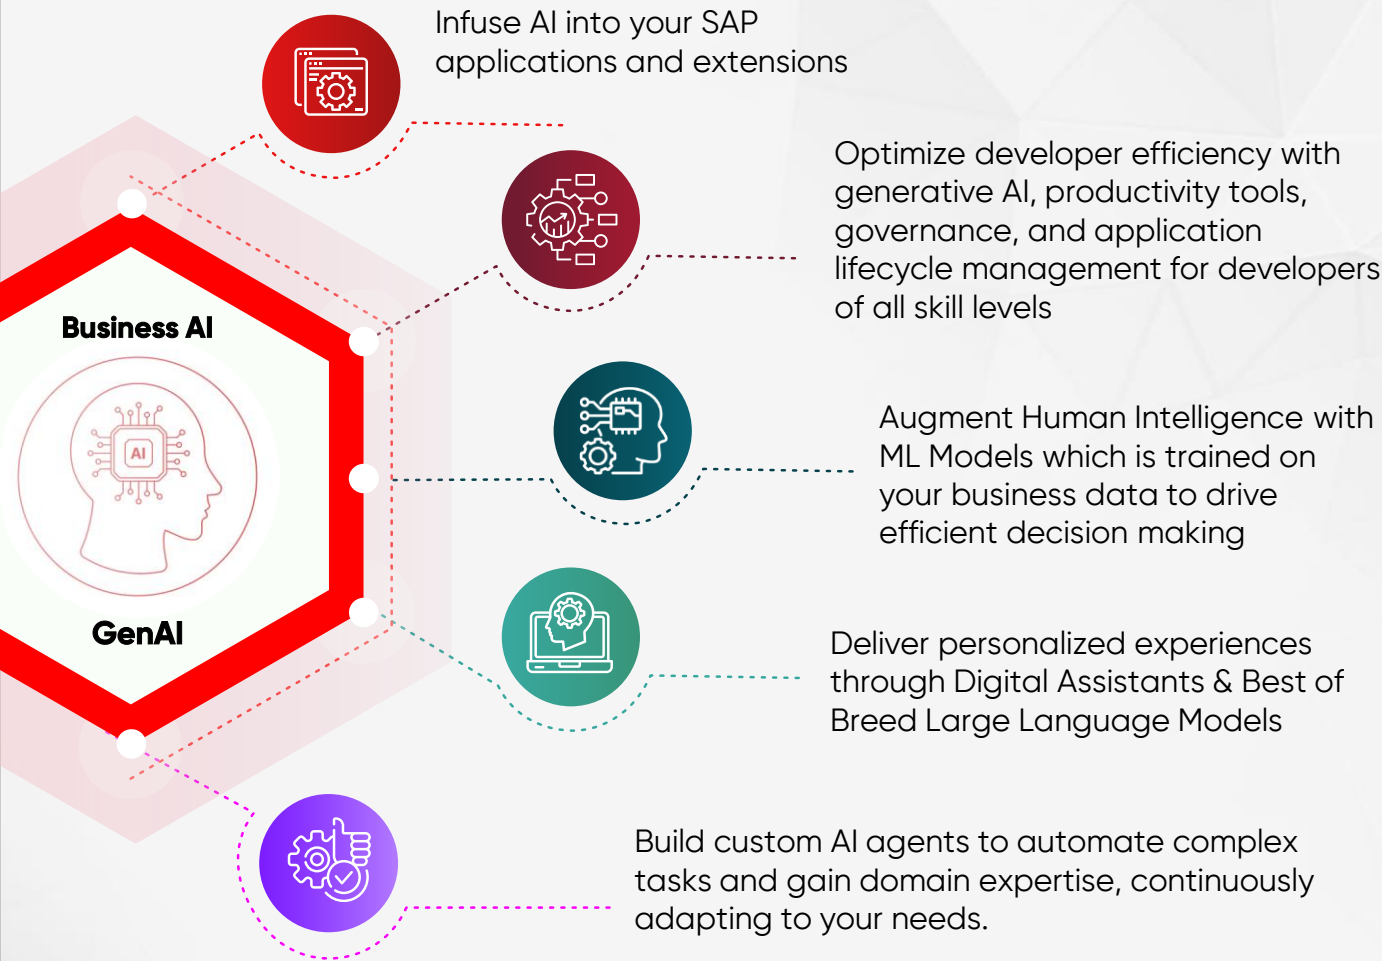 Infuse AI into your SAP
applications and extensions
Optimize developer efficiency with
generative AI, productivity tools,
governance, and application
lifecycle management for developers
of all skill levels
Business AI
AI
GenAI
Augment Human Intelligence with
ML Models which is trained on
your business data to drive
efficient decision making
Deliver personalized experiences
through Digital Assistants & Best of
Breed Large Language Models
Build custom AI agents to automate complex
tasks and gain domain expertise, continuously
adapting to your needs.